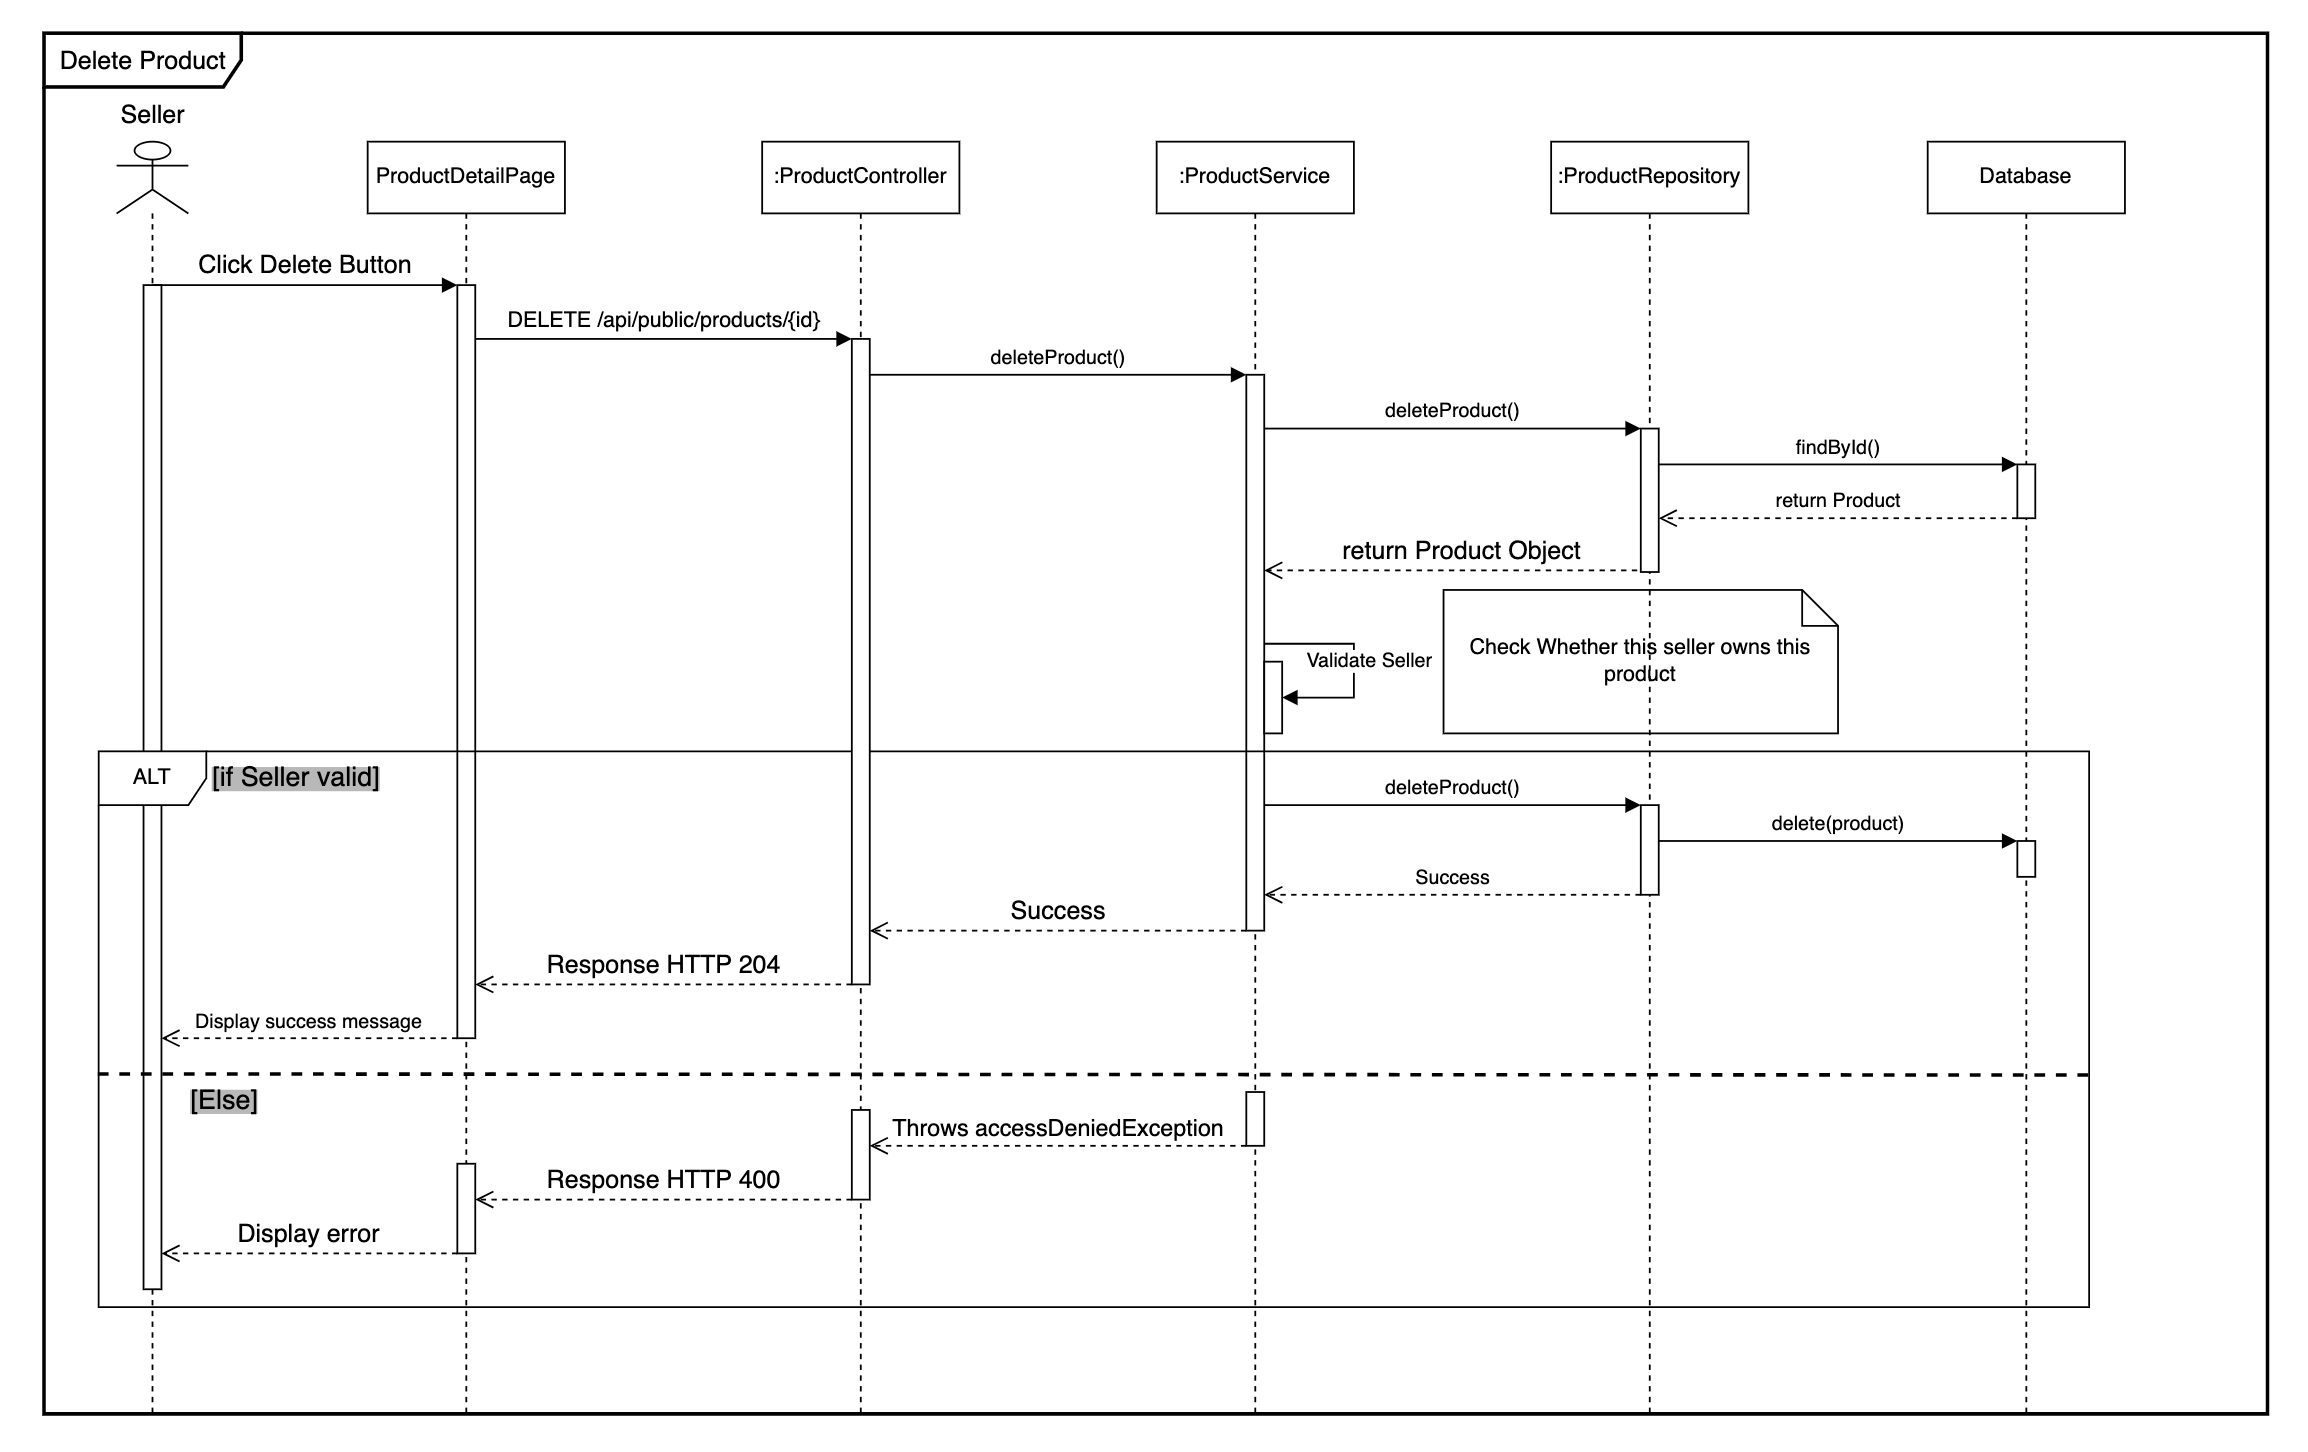 Delete Product
Seller
ProductDetailPage
:ProductController
:ProductService
:ProductRepository
Database
Click Delete Button
DELETE /api/public/products/{id}
deleteProduct()
deleteProduct()
findById()
return Product
return Product Object
Validate Seller
Check Whether this seller owns this
product
ALT
[if Seller valid]
deleteProduct()
delete(product)
Success
Success
Response HTTP 204
Display success message
[Else]
Throws accessDeniedException
Response HTTP 400
Display error